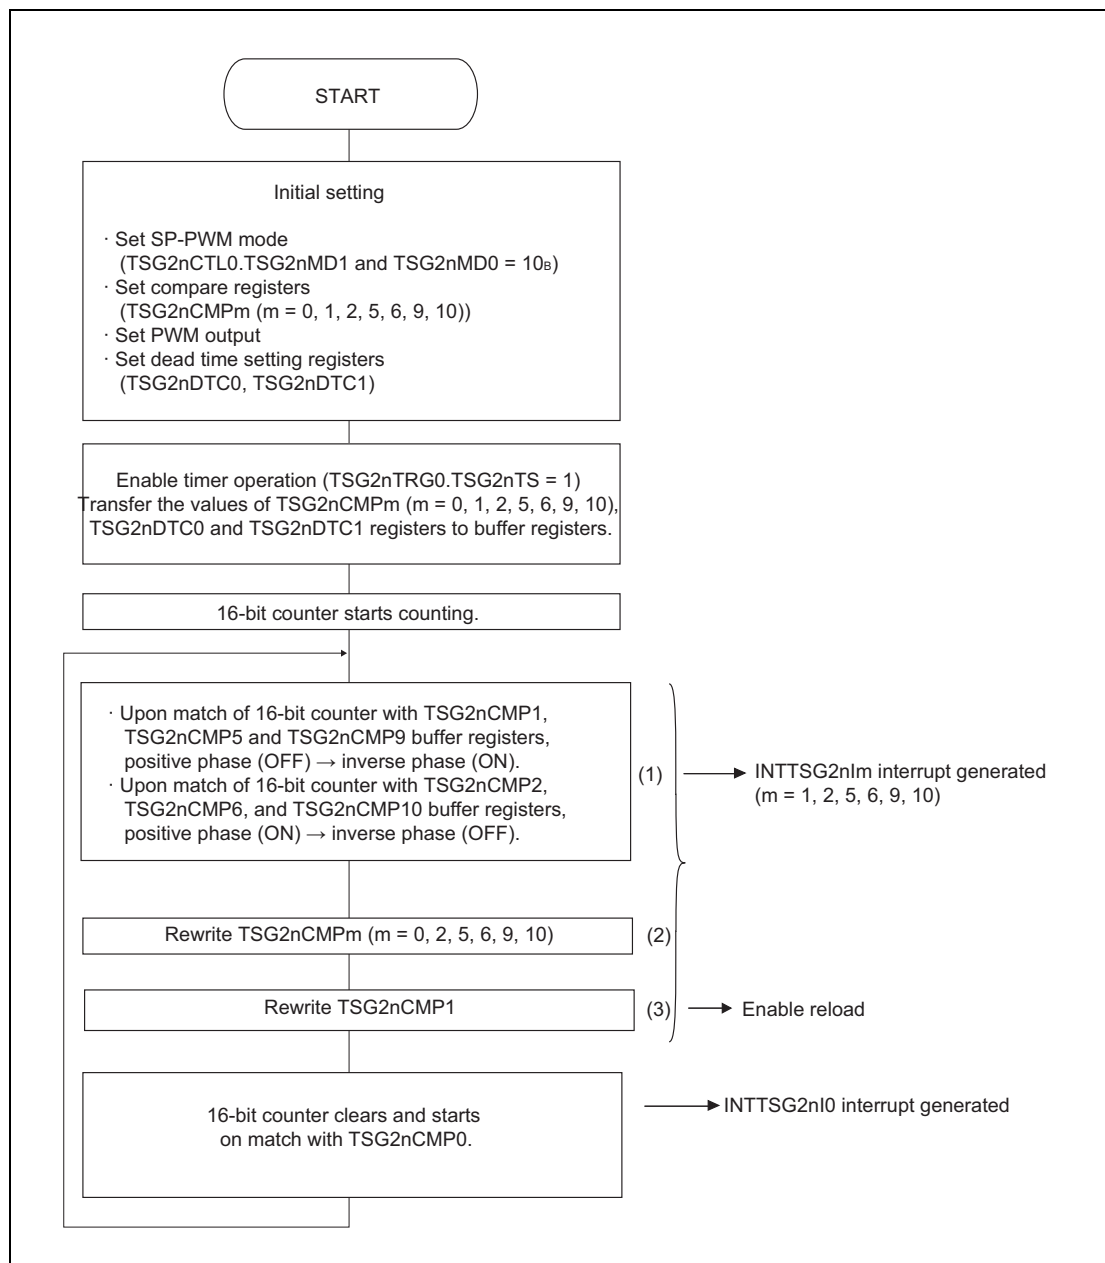 START
Initial setting
· Set SP-PWM mode
(TSG2nCTL0.TSG2nMD1 and TSG2nMD0 = 10B)
· Set compare registers
(TSG2nCMPm (m = 0, 1, 2, 5, 6, 9, 10))
· Set PWM output
· Set dead time setting registers
(TSG2nDTC0, TSG2nDTC1)
Enable timer operation (TSG2nTRG0.TSG2nTS = 1)
Transfer the values of TSG2nCMPm (m = 0, 1, 2, 5, 6, 9, 10),
TSG2nDTC0 and TSG2nDTC1 registers to buffer registers.
16-bit counter starts counting.
· Upon match of 16-bit counter with TSG2nCMP1,
TSG2nCMP5 and TSG2nCMP9 buffer registers,
positive phase (OFF) → inverse phase (ON).
· Upon match of 16-bit counter with TSG2nCMP2,
TSG2nCMP6, and TSG2nCMP10 buffer registers,
positive phase (ON) → inverse phase (OFF).
(1)
INTTSG2nIm interrupt generated
(m = 1, 2, 5, 6, 9, 10)
Rewrite TSG2nCMPm (m = 0, 2, 5, 6, 9, 10)
(2)
Rewrite TSG2nCMP1
(3)
Enable reload
16-bit counter clears and starts
on match with TSG2nCMP0.
INTTSG2nI0 interrupt generated